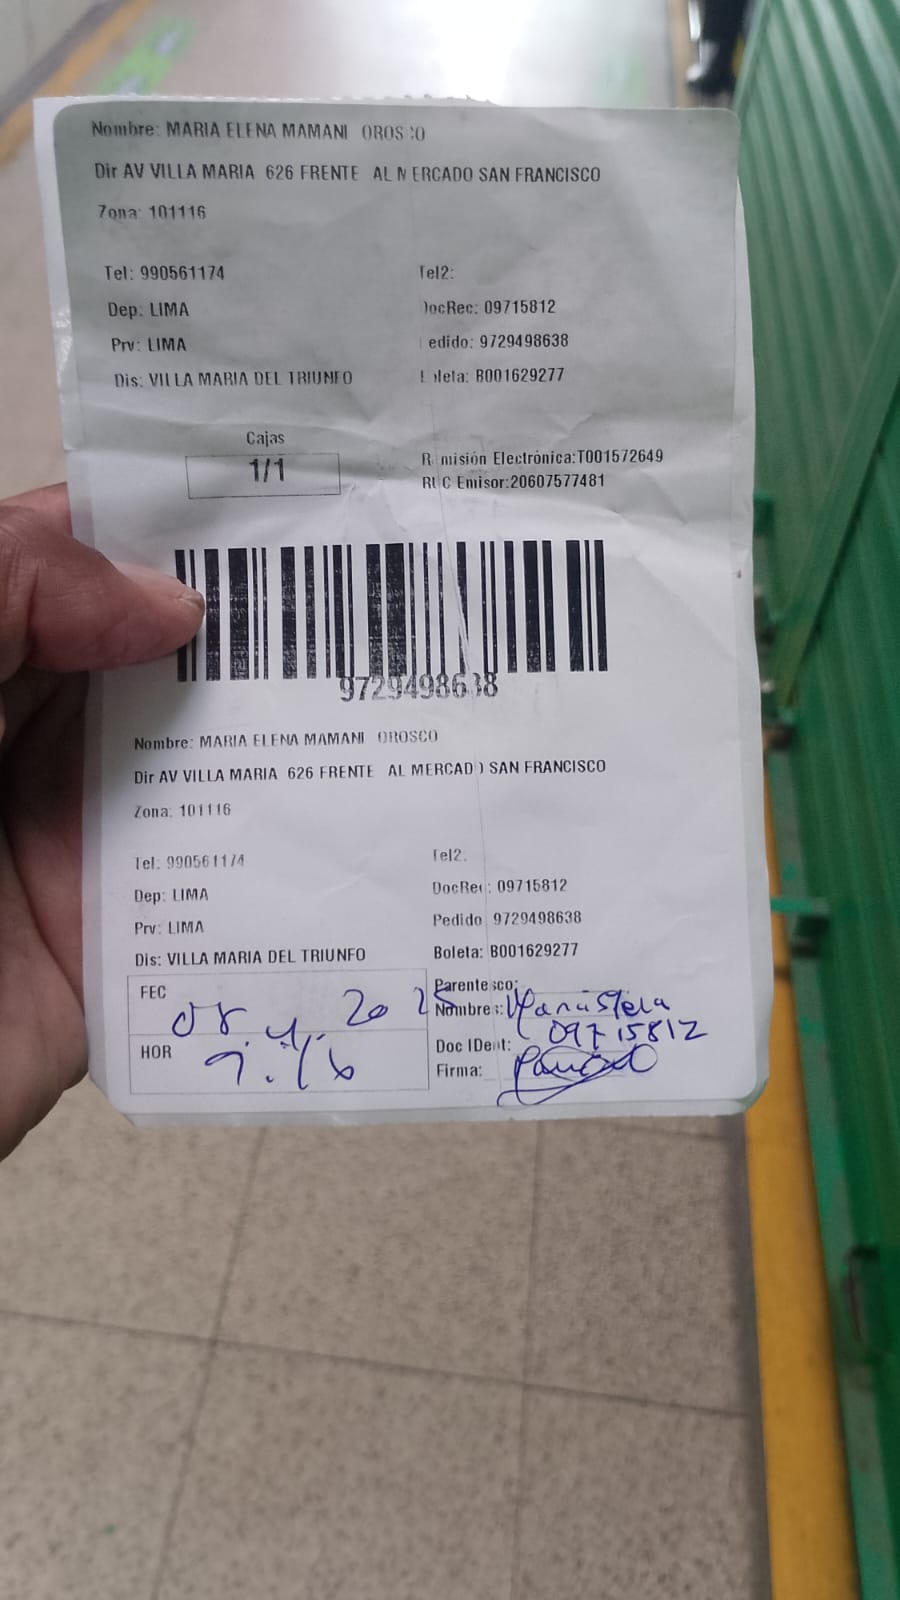 Nombre: MARIA ELENA MAMANI OROSCO
Dir AV VILLA MARIA 626 FRENTE AL MERCADO SAN FRANCISCO
Zona: 101116
Tel: 990561174 Tel2:
Dep: LIMA DocRec: 09715812
Prv: LIMA Pedido: 9729498638
Dis: VILLA MARIA DEL TRIUNFO Boleta: B001629277
Cajas
1/1
Remisión Electrónica:T001572649
RUC Emisor:20607577481
9729498638
Nombre: MARIA ELENA MAMANI OROSCO
Dir AV VILLA MARIA 626 FRENTE AL MERCADO SAN FRANCISCO
Zona: 101116
Tel: 990561174 Tel2:
Dep: LIMA DocRec: 09715812
Prv: LIMA Pedido 9729498638
Dis: VILLA MARIA DEL TRIUNFO Boleta: B001629277
FEC 2025 Parentesco:
Nombre:
HOR 9.16 Doc IDent: 09715812
Firma: